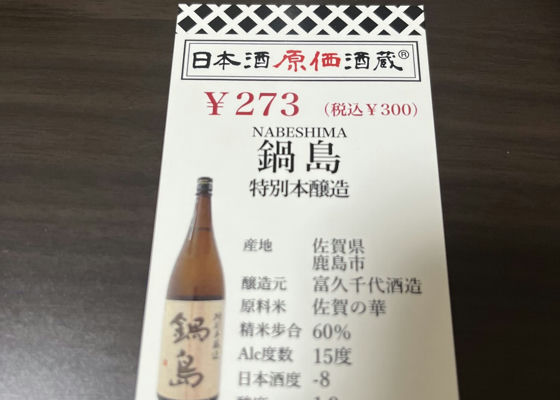 日本酒原価酒蔵®
¥273 (税込¥300)
NABESHIMA
鍋島
特別本醸造
産地 佐賀県
鹿島市
醸造元 富久千代酒造
原料米 佐賀の華
精米歩合 60%
Alc度数 15度
日本酒度 -8
鍋島